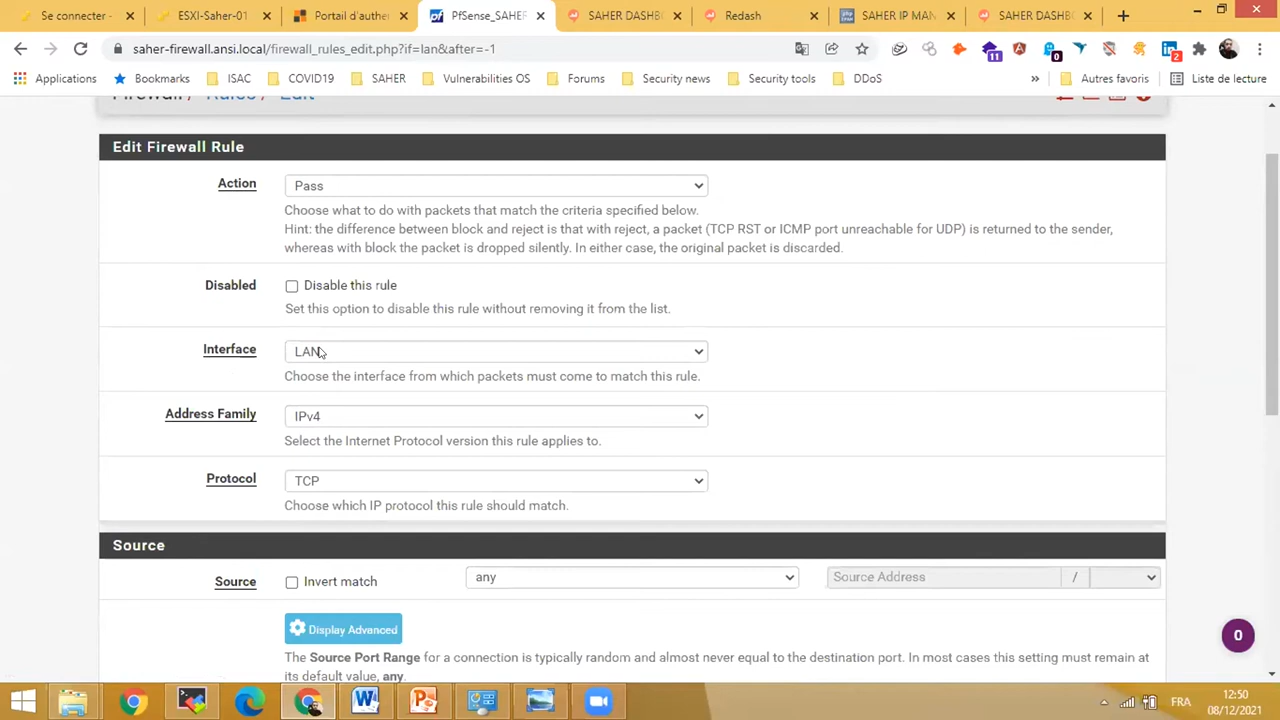 Se connecter -
ESXI-Saher-01
Portail d'authe
PfSense_SAHER
SAHER DASHBO
Redash
SAHER IP MAN
SAHER DASHBO
saher-firewall.ansi.local/firewall_rules_edit.php?if=lan&after=-1
11
0
2
Applications
Bookmarks
ISAC
COVID19
SAHER
Vulnerabilities OS
Forums
Security news
Security tools
DDoS
»
Autres favoris
Liste de lecture
Firewall / Rules / Edit
Edit Firewall Rule
Action
Pass
Choose what to do with packets that match the criteria specified below.
Hint: the difference between block and reject is that with reject, a packet (TCP RST or ICMP port unreachable for UDP) is returned to the sender,
whereas with block the packet is dropped silently. In either case, the original packet is discarded.
Disabled
Disable this rule
Set this option to disable this rule without removing it from the list.
Interface
LAN
Choose the interface from which packets must come to match this rule.
Address Family
IPv4
Select the Internet Protocol version this rule applies to.
Protocol
TCP
Choose which IP protocol this rule should match.
Source
Source
Invert match
any
Source Address
/
Display Advanced
0
The Source Port Range for a connection is typically random and almost never equal to the destination port. In most cases this setting must remain at
its default value, any.
FRA
12:50
08/12/2021